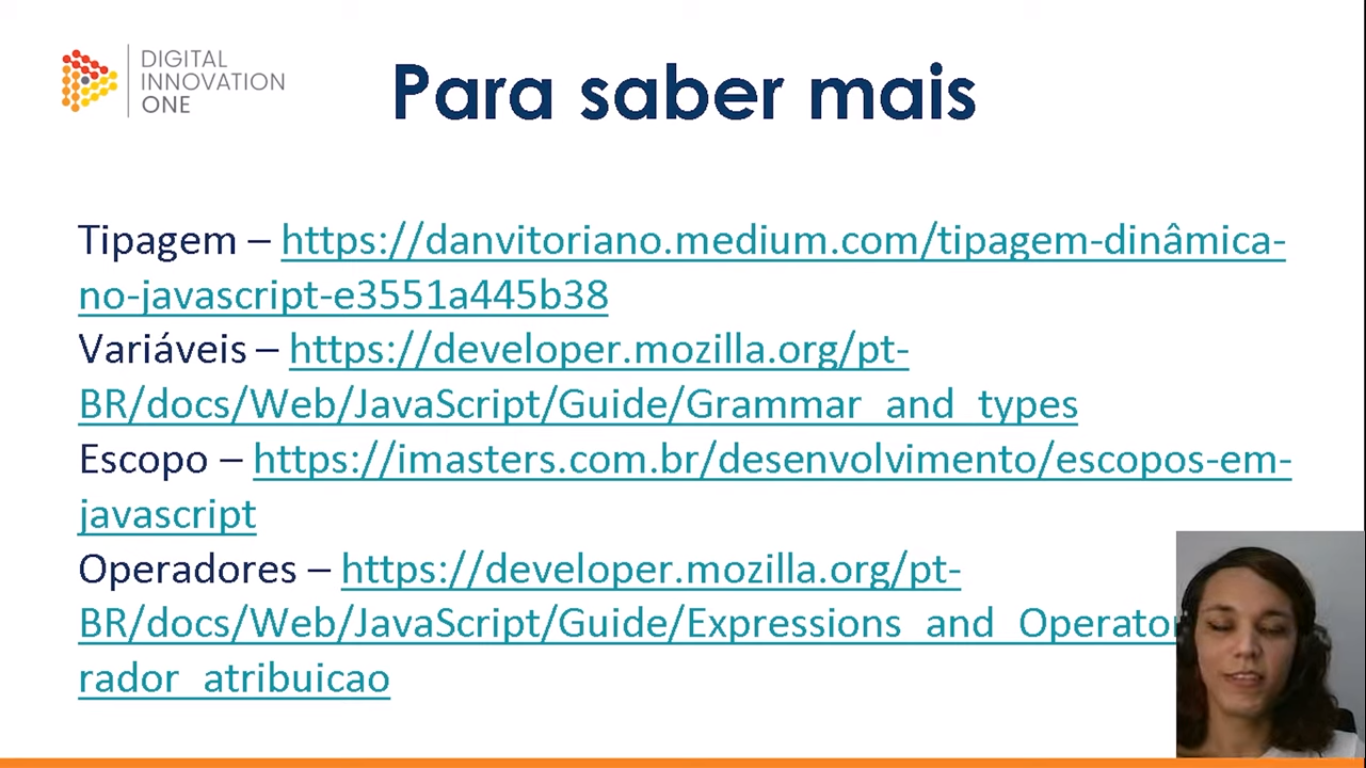 DIGITAL
INNOVATION
ONE
Para saber mais
Tipagem – https://danvitoriano.medium.com/tipagem-dinâmica-
no-javascript-e3551a445b38
Variáveis – https://developer.mozilla.org/pt-
BR/docs/Web/JavaScript/Guide/Grammar_and_types
Escopo – https://imasters.com.br/desenvolvimento/escopos-em-
javascript
Operadores – https://developer.mozilla.org/pt-
BR/docs/Web/JavaScript/Guide/Expressions_and_Operator
rador_atribuicao